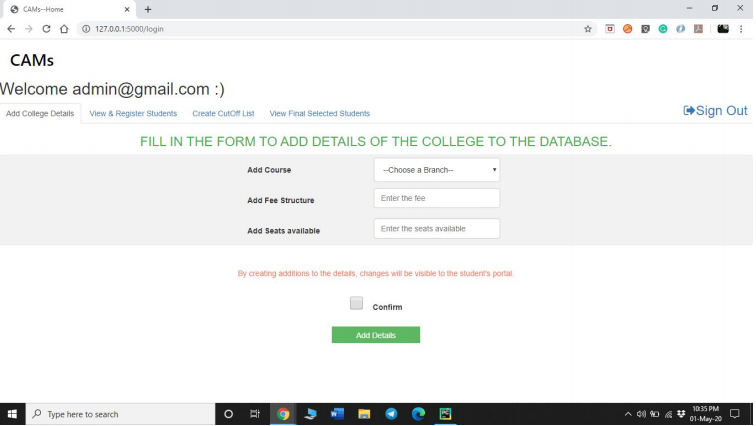 CAMs--Home
127.0.0.1:5000/login
CAMs
Welcome admin@gmail.com :)
Add College Details View & Register Students Create CutOff List View Final Selected Students Sign Out
FILL IN THE FORM TO ADD DETAILS OF THE COLLEGE TO THE DATABASE.
Add Course --Choose a Branch--
Add Fee Structure Enter the fee
Add Seats available Enter the seats available
By creating additions to the details, changes will be visible to the student's portal.
Confirm
Add Details
Type here to search
10:35 PM
01-May-20